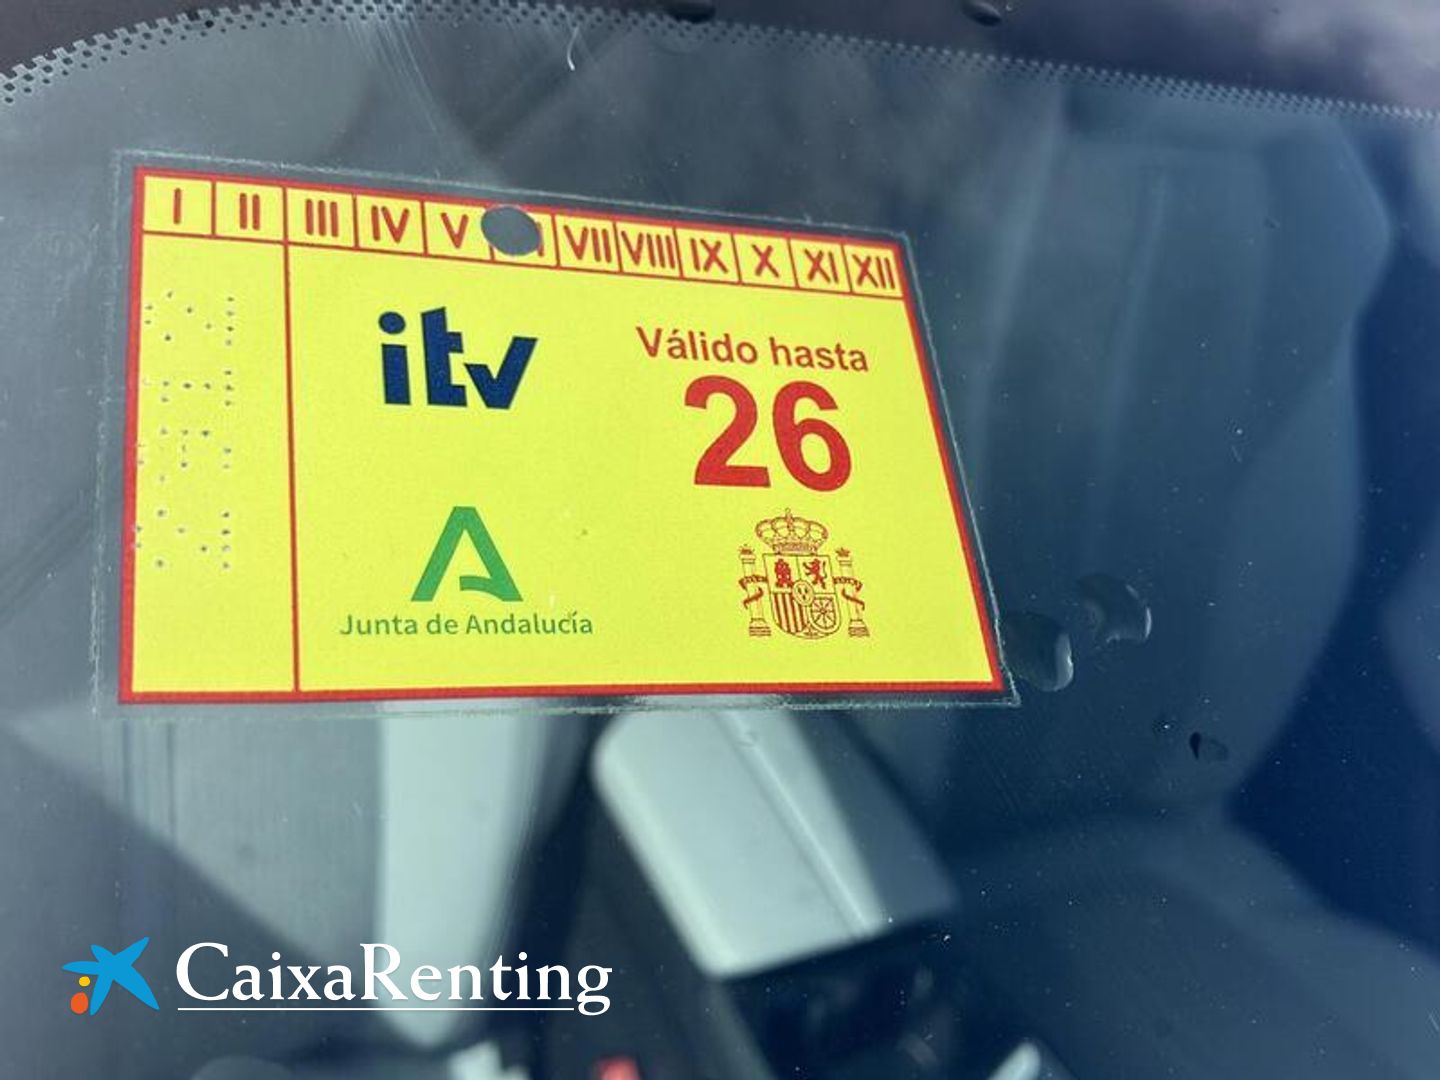 I II III IV V VII VIII IX X XI XII
itv
Válido hasta
26
Junta de Andalucía
CaixaRenting